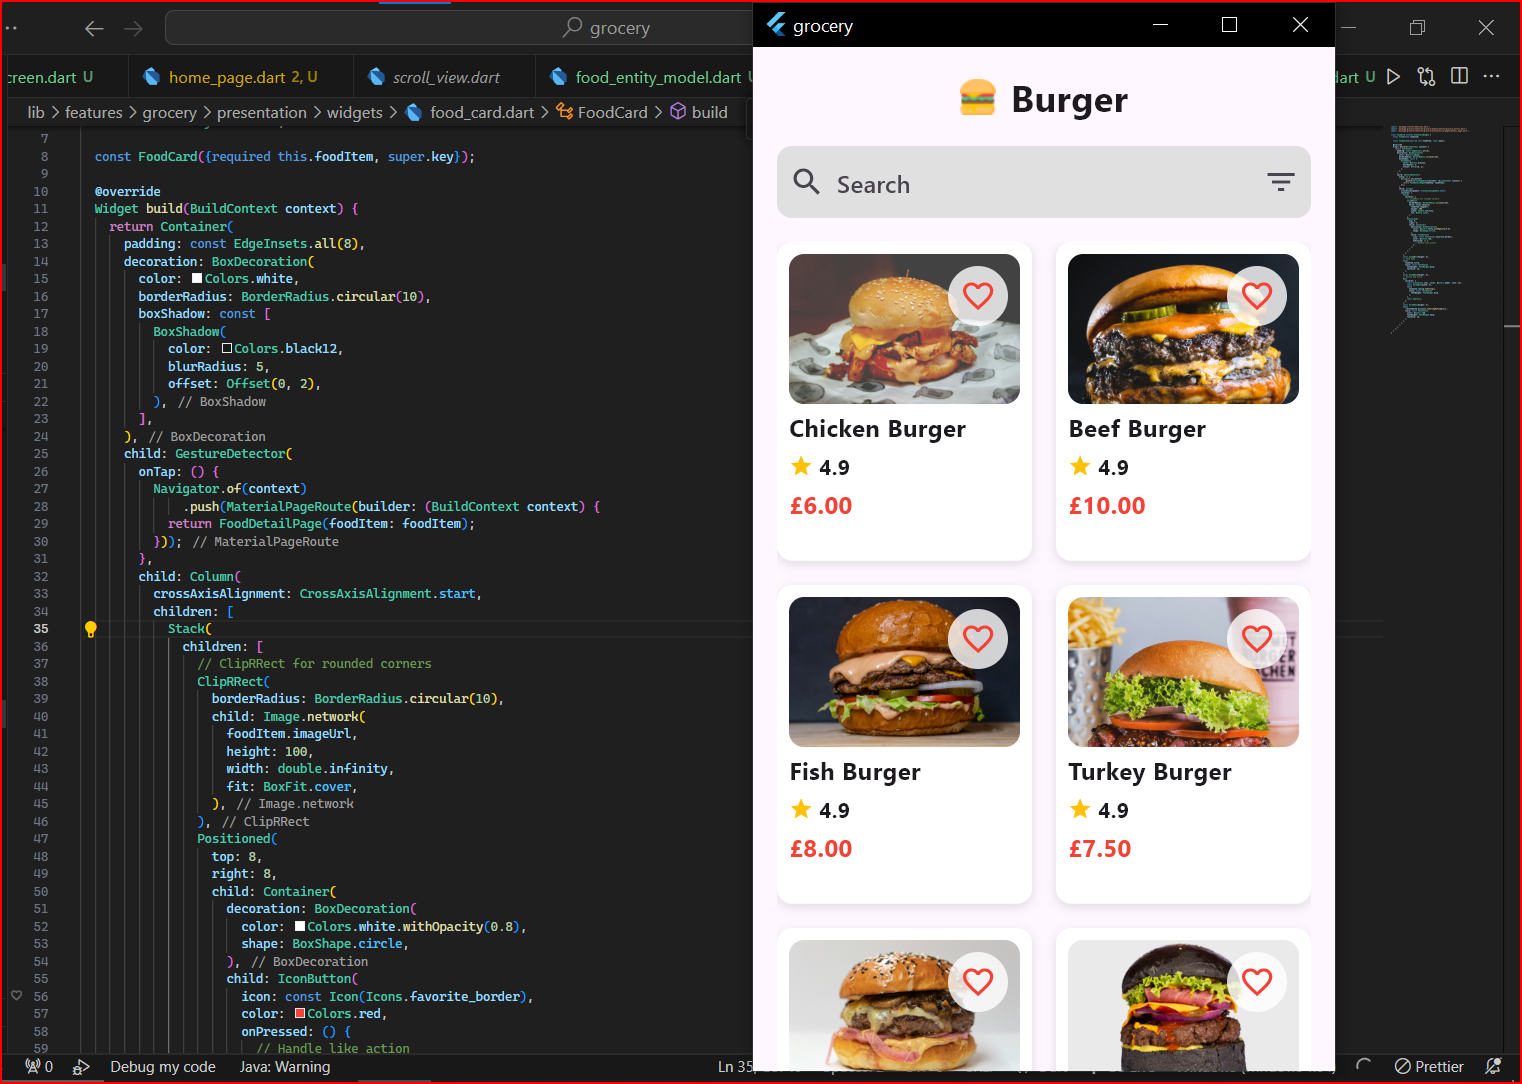 grocery
grocery
creen.dart U
home_page.dart 2, U
scroll_view.dart
food_entity_model.dart
dart U
lib > features > grocery > presentation > widgets > food_card.dart > FoodCard > build
7
8 const FoodCard({required this.foodItem, super.key});
9
10 @override
11 Widget build(BuildContext context) {
12 return Container(
13 padding: const EdgeInsets.all(8),
14 decoration: BoxDecoration(
15 color: Colors.white,
16 borderRadius: BorderRadius.circular(10),
17 boxShadow: const [
18 BoxShadow(
19 color: Colors.black12,
20 blurRadius: 5,
21 offset: Offset(0, 2),
22 ), // BoxShadow
23 ],
24 ), // BoxDecoration
25 child: GestureDetector(
26 onTap: () {
27 Navigator.of(context)
28 .push(MaterialPageRoute(builder: (BuildContext context) {
29 return FoodDetailPage(foodItem: foodItem);
30 })); // MaterialPageRoute
31 },
32 child: Column(
33 crossAxisAlignment: CrossAxisAlignment.start,
34 children: [
35 Stack(
36 children: [
37 // ClipRRect for rounded corners
38 ClipRRect(
39 borderRadius: BorderRadius.circular(10),
40 child: Image.network(
41 foodItem.imageUrl,
42 height: 100,
43 width: double.infinity,
44 fit: BoxFit.cover,
45 ), // Image.network
46 ), // ClipRRect
47 Positioned(
48 top: 8,
49 right: 8,
50 child: Container(
51 decoration: BoxDecoration(
52 color: Colors.white.withOpacity(0.8),
53 shape: BoxShape.circle,
54 ), // BoxDecoration
55 child: IconButton(
56 icon: const Icon(Icons.favorite_border),
57 color: Colors.red,
58 onPressed: () {
59 // Handle like action
0
Debug my code
Java: Warning
Ln 35
Prettier
Burger
Search
Chicken Burger
4.9
£6.00
Beef Burger
4.9
£10.00
Fish Burger
4.9
£8.00
Turkey Burger
4.9
£7.50